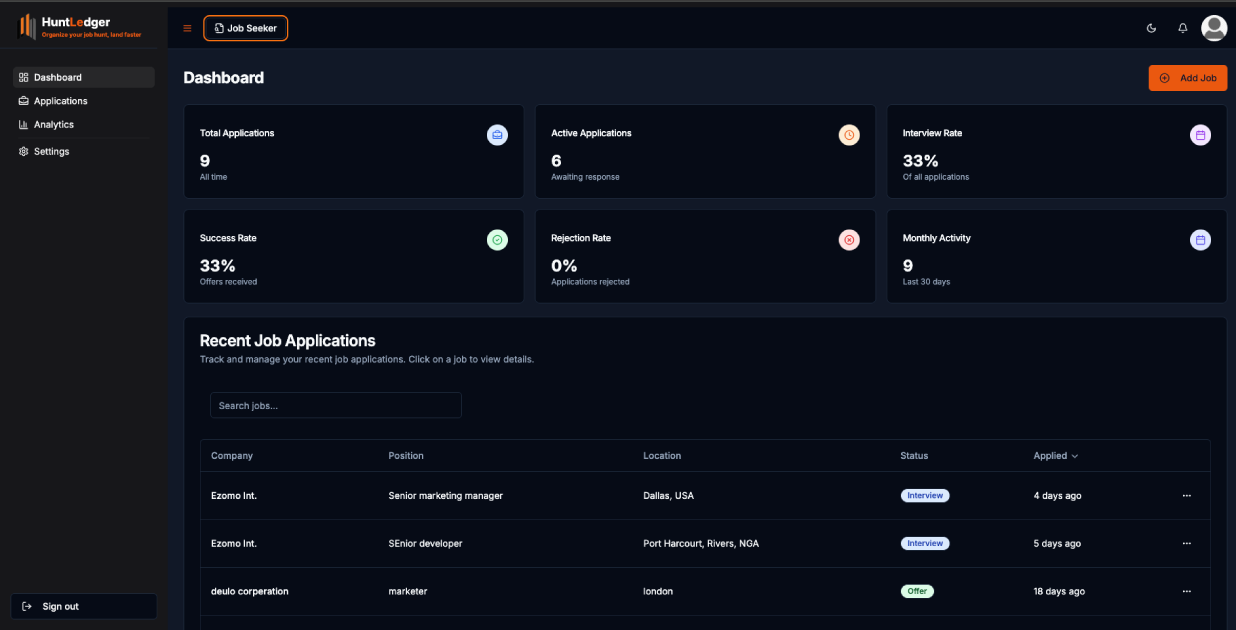 HuntLedger
Organize your job hunt, land faster
Job Seeker
Dashboard
Applications
Analytics
Settings
Sign out
Dashboard
Add Job
Total Applications
9
All time
Active Applications
6
Awaiting response
Interview Rate
33%
Of all applications
Success Rate
33%
Offers received
Rejection Rate
0%
Applications rejected
Monthly Activity
9
Last 30 days
Recent Job Applications
Track and manage your recent job applications. Click on a job to view details.
Search jobs...
Company Position Location Status Applied
Ezomo Int. Senior marketing manager Dallas, USA Interview 4 days ago ...
Ezomo Int. SEnior developer Port Harcourt, Rivers, NGA Interview 5 days ago ...
deulo corperation marketer london Offer 18 days ago ...